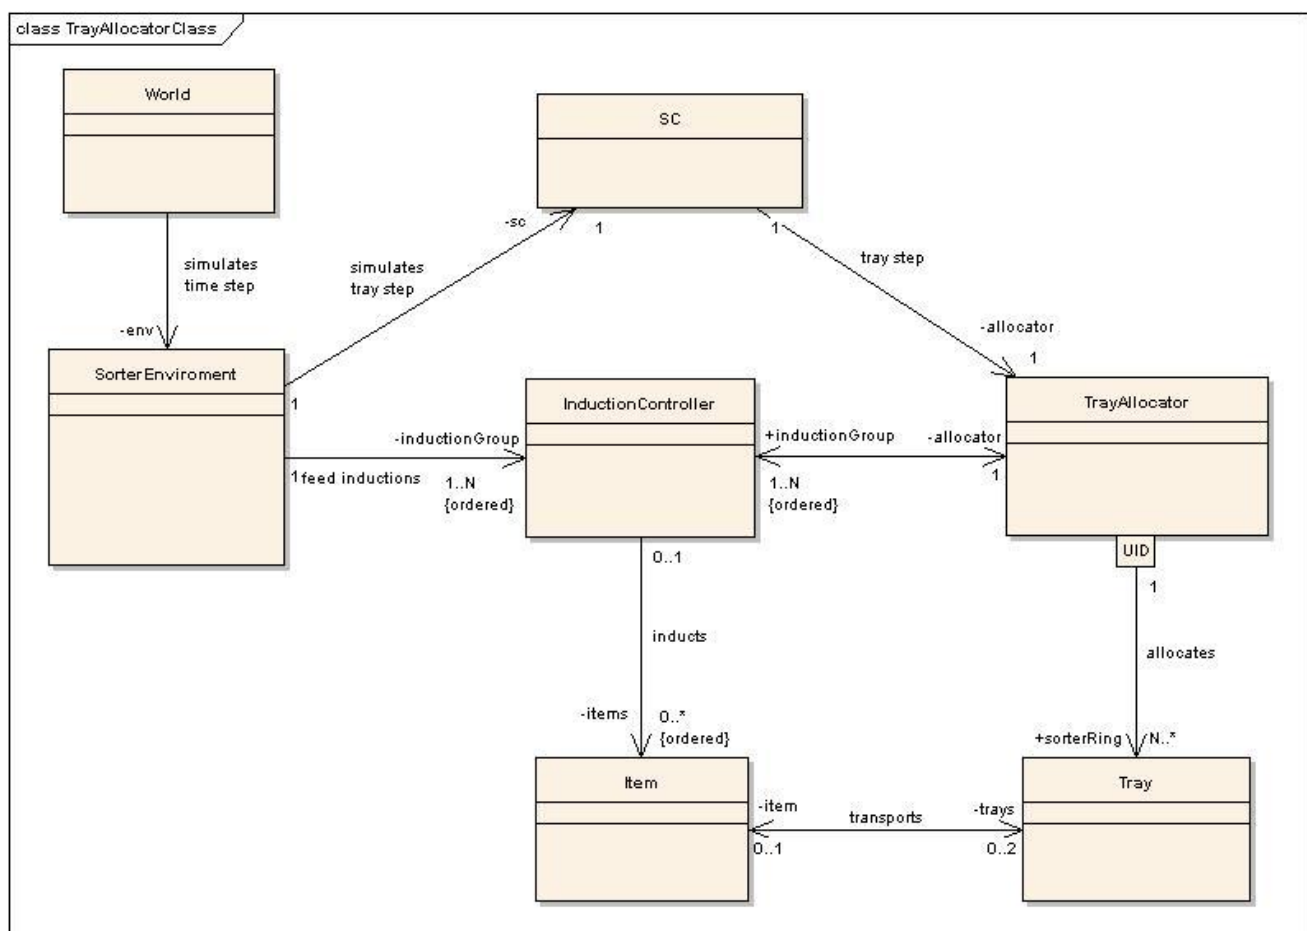 class TrayAllocatorClass
World
SC
-sc
1
1
simulates
time step
simulates
tray step
tray step
-env
-allocator
1
SorterEnviroment
1
InductionController
TrayAllocator
-inductionGroup
+inductionGroup
-allocator
1
feed inductions
1..N
{ordered}
1..N
{ordered}
1
UID
0..1
1
inducts
allocates
-items
0..*
{ordered}
+sorterRing
N..*
Item
Tray
-item
transports
-trays
0..1
0..2